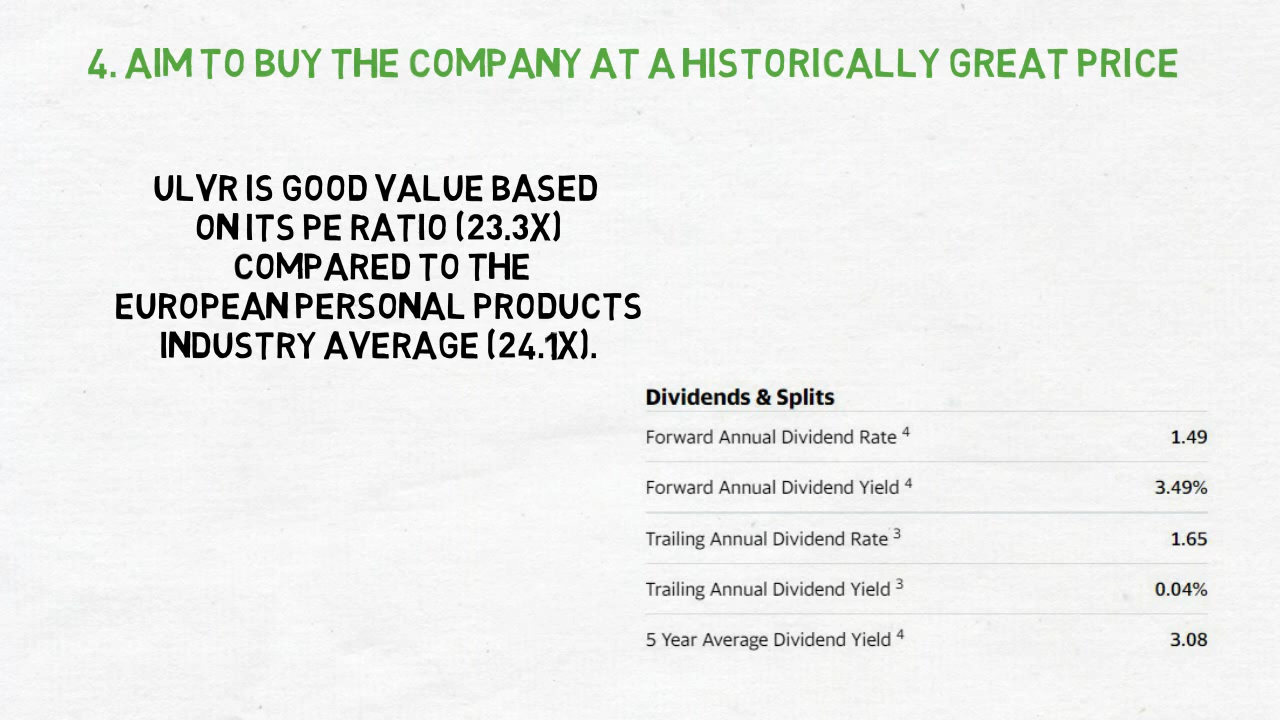 4. AIM TO BUY THE COMPANY AT A HISTORICALLY GREAT PRICE
ULVR IS GOOD VALUE BASED
ON ITS PE RATIO (23.3X)
COMPARED TO THE
EUROPEAN PERSONAL PRODUCTS
INDUSTRY AVERAGE (24.1X).
Dividends & Splits
Forward Annual Dividend Rate 4 1.49
Forward Annual Dividend Yield 4 3.49%
Trailing Annual Dividend Rate 3 1.65
Trailing Annual Dividend Yield 3 0.04%
5 Year Average Dividend Yield 4 3.08